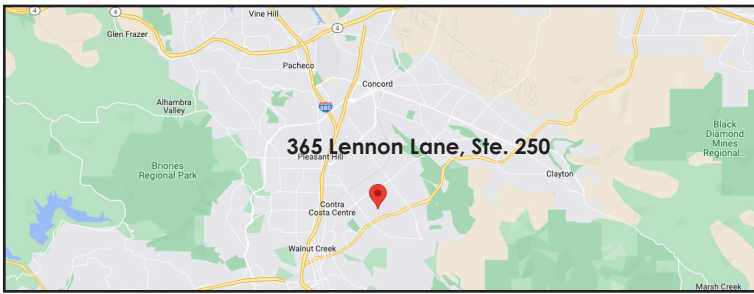 4
Vine Hill
4
Glen Frazer
4
Pacheco
Concord
680
Alhambra
Valley
365 Lennon Lane, Ste. 250
Pleasant Hill
Black
Diamond
Mines
Regional...
Briones
Regional Park
Clayton
Contra
Costa Centre
Walnut Creek
Marsh Creek